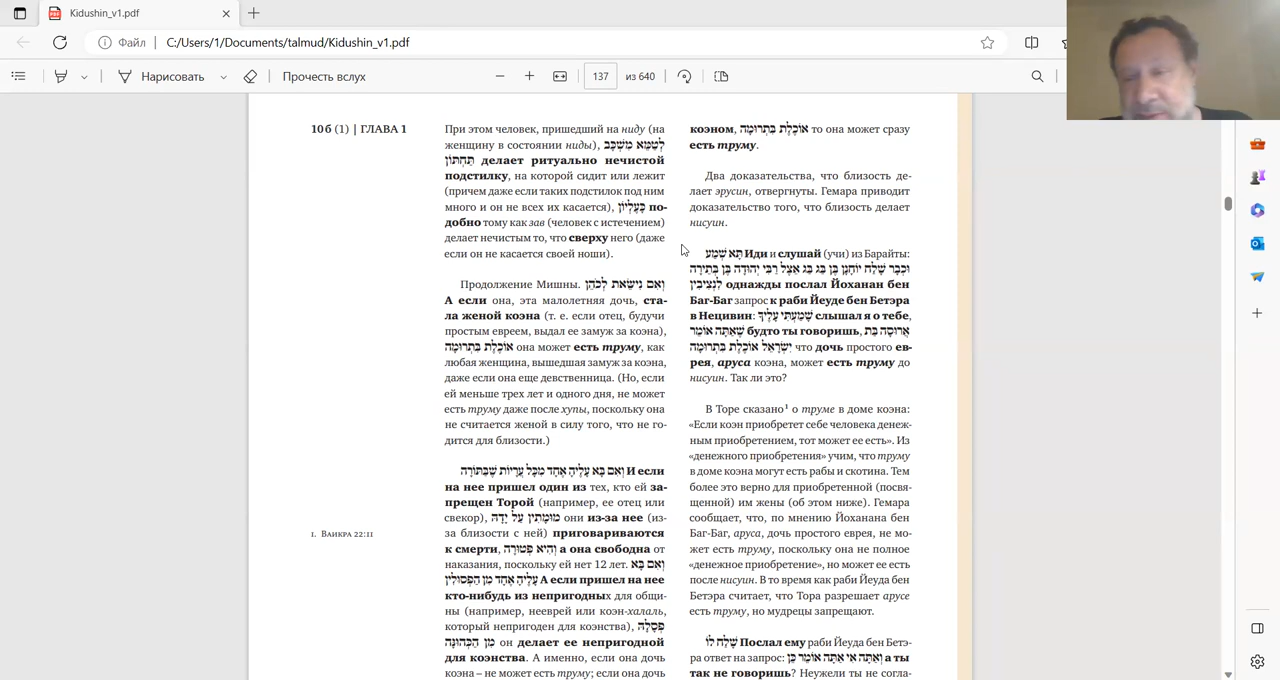 Kidushin_v1.pdf
Файл C:/Users/1/Documents/talmud/Kidushin_v1.pdf
Нарисовать Прочесть вслух 137 из 640
10б (1) | ГЛАВА 1
При этом человек, пришедший на ниду (на
женщину в состоянии ниды), לְטַמֵּא מִשְׁכָּב
תַּחְתּוֹן делает ритуально нечистой
подстилку, на которой сидит или лежит
(причем даже если таких подстилок под ним
много и он не всех их касается), כָּעֶלְיוֹן по-
добно тому как зав (человек с истечением)
делает нечистым то, что сверху него (даже
если он не касается своей ноши).
Продолжение Мишны. וְאִם נִישֵּׂאת לְכֹהֵן
А если она, эта малолетняя дочь, ста-
ла женой коэна (т. е. если отец, будучи
простым евреем, выдал ее замуж за коэна),
אוֹכֶלֶת בִּתְרוּמָה она может есть труму, как
любая женщина, вышедшая замуж за коэна,
даже если она еще девственница. (Но, если
ей меньше трех лет и одного дня, не может
есть труму даже после хупы, поскольку она
не считается женой в силу того, что не го-
дится для близости.)
וְאִם בָּא עָלֶיהָ אֶחָד מִכָּל עֲרָיוֹת שֶׁבַּתּוֹרָה И если
на нее пришел один из тех, кто ей за-
прещен Торой (например, ее отец или
свекор), מוּמָתִין עַל יָדָהּ они из-за нее (из-
за близости с ней) приговариваются
к смерти, וְהִיא פְּטוּרָה а она свободна от
наказания, поскольку ей нет 12 лет. וְאִם בָּא
עָלֶיהָ אֶחָד מִן הַפְּסוּלִין А если пришел на нее
кто-нибудь из непригодных для общи-
ны (например, нееврей или коэн-халаль,
который непригоден для коэнства), פְּסָלָהּ
מִן הַכְּהוּנָּה он делает ее непригодной
для коэнства. А именно, если она дочь
коэна – не может есть труму; если она дочь
1. Ваикра 22:11
коэном, אוֹכֶלֶת בִּתְרוּמָה то она может сразу
есть труму.
Два доказательства, что близость де-
лает эрусин, отвергнуты. Гемара приводит
доказательство того, что близость делает
нисуин.
תָּא שְׁמַע Иди и слушай (учи) из Барайты:
וּכְבָר שָׁלַח יוֹחָנָן בֶּן בַּג בַּג אֵצֶל רַבִּי יְהוּדָה בֶּן בְּתֵירָה
לִנְצִיבִין однажды послал Йоханан бен
Баг-Баг запрос к раби Йеуде бен Бетэра
в Нецивин: שָׁמַעְתִּי עָלֶיךָ слышал я о тебе,
שֶׁאַתָּה אוֹמֵר будто ты говоришь, אֲרוּסָה בַּת
יִשְׂרָאֵל אוֹכֶלֶת בִּתְרוּמָה что дочь простого ев-
рея, аруса коэна, может есть труму до
нисуин. Так ли это?
В Торе сказано¹ о труме в доме коэна:
«Если коэн приобретет себе человека денеж-
ным приобретением, тот может ее есть». Из
«денежного приобретения» учим, что труму
в доме коэна могут есть рабы и скотина. Тем
более это верно для приобретенной (посвя-
щенной) им жены (об этом ниже). Гемара
сообщает, что, по мнению Йоханана бен
Баг-Баг, аруса, дочь простого еврея, не мо-
жет есть труму, поскольку она не полное
«денежное приобретение», но может ее есть
после нисуин. В то время как раби Йеуда бен
Бетэра считает, что Тора разрешает арусе
есть труму, но мудрецы запрещают.
שָׁלַח לוֹ Послал ему раби Йеуда бен Бетэ-
ра ответ на запрос: וְאַתָּה אִי אַתָּה אוֹמֵר כֵּן а ты
так не говоришь? Неужели ты не согла-